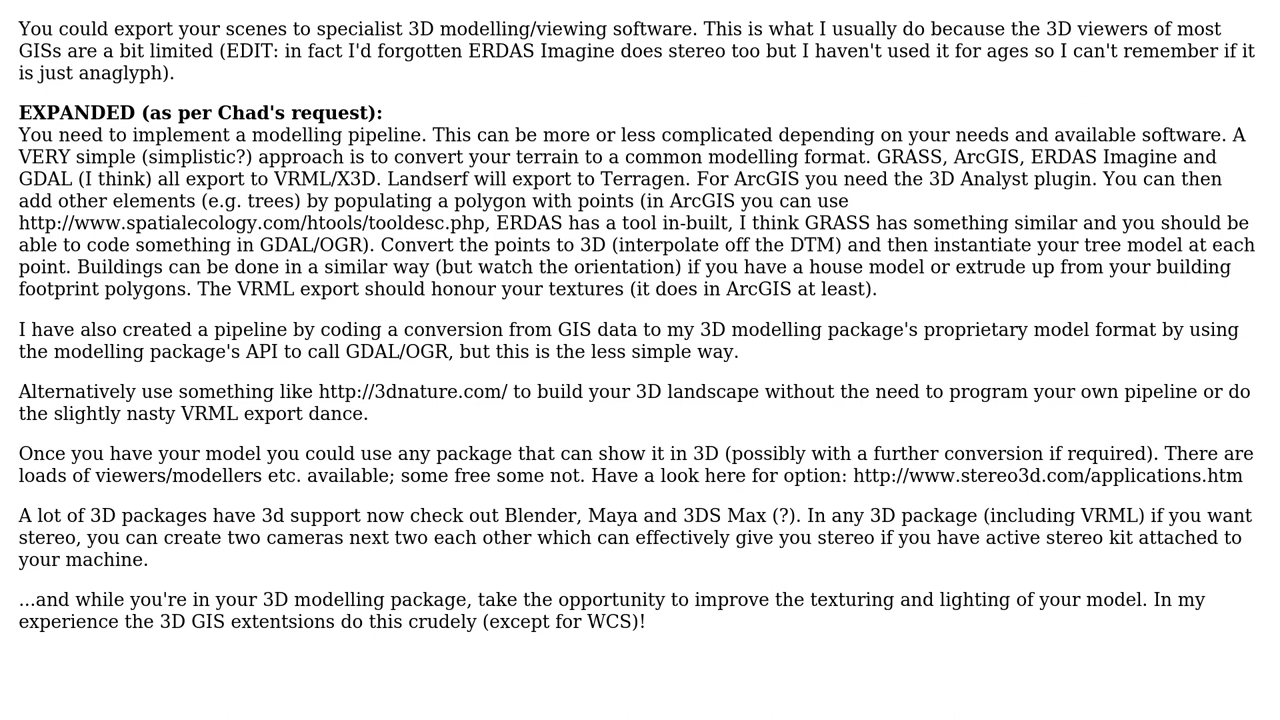 You could export your scenes to specialist 3D modelling/viewing software. This is what I usually do because the 3D viewers of most
GISs are a bit limited (EDIT: in fact I'd forgotten ERDAS Imagine does stereo too but I haven't used it for ages so I can't remember if it
is just anaglyph).
EXPANDED (as per Chad's request):
You need to implement a modelling pipeline. This can be more or less complicated depending on your needs and available software. A
VERY simple (simplistic?) approach is to convert your terrain to a common modelling format. GRASS, ArcGIS, ERDAS Imagine and
GDAL (I think) all export to VRML/X3D. Landserf will export to Terragen. For ArcGIS you need the 3D Analyst plugin. You can then
add other elements (e.g. trees) by populating a polygon with points (in ArcGIS you can use
http://www.spatialecology.com/htools/tooldesc.php, ERDAS has a tool in-built, I think GRASS has something similar and you should be
able to code something in GDAL/OGR). Convert the points to 3D (interpolate off the DTM) and then instantiate your tree model at each
point. Buildings can be done in a similar way (but watch the orientation) if you have a house model or extrude up from your building
footprint polygons. The VRML export should honour your textures (it does in ArcGIS at least).
I have also created a pipeline by coding a conversion from GIS data to my 3D modelling package's proprietary model format by using
the modelling package's API to call GDAL/OGR, but this is the less simple way.
Alternatively use something like http://3dnature.com/ to build your 3D landscape without the need to program your own pipeline or do
the slightly nasty VRML export dance.
Once you have your model you could use any package that can show it in 3D (possibly with a further conversion if required). There are
loads of viewers/modellers etc. available; some free some not. Have a look here for option: http://www.stereo3d.com/applications.htm
A lot of 3D packages have 3d support now check out Blender, Maya and 3DS Max (?). In any 3D package (including VRML) if you want
stereo, you can create two cameras next two each other which can effectively give you stereo if you have active stereo kit attached to
your machine.
...and while you're in your 3D modelling package, take the opportunity to improve the texturing and lighting of your model. In my
experience the 3D GIS extentsions do this crudely (except for WCS)!